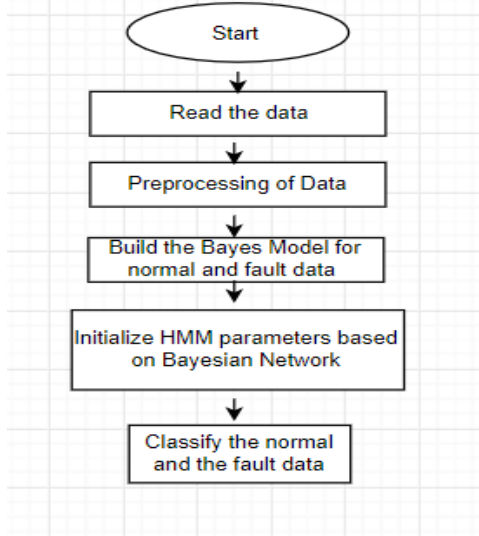 Start
Read the data
Preprocessing of Data
Build the Bayes Model for
normal and fault data
Initialize HMM parameters based
on Bayesian Network
Classify the normal
and the fault data